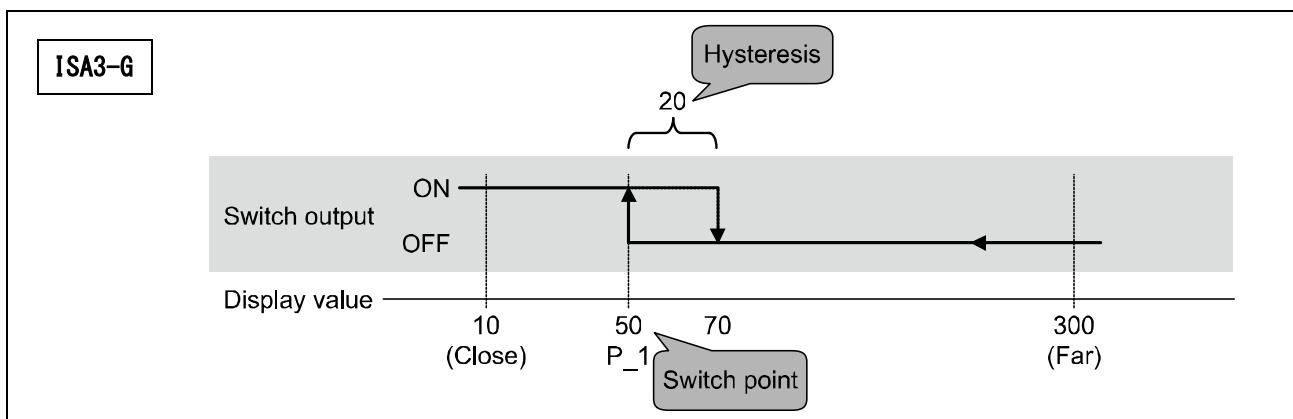 ISA3-G
Hysteresis
20
ON
Switch output
OFF
Display value
10 50 70 300
(Close) P_1 (Far)
Switch point